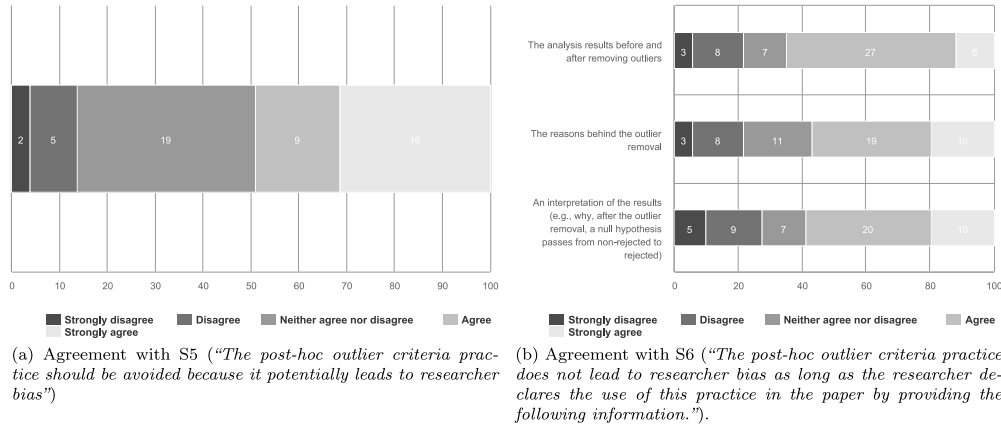 2
5
19
9
16
0
10
20
30
40
50
60
70
80
90
100
Strongly disagree
Disagree
Neither agree nor disagree
Agree
Strongly agree
(a) Agreement with S5 (“The post-hoc outlier criteria prac-
tice should be avoided because it potentially leads to researcher
bias”)
The analysis results before and
after removing outliers
3
8
7
27
6
The reasons behind the outlier
removal
3
8
11
19
10
An interpretation of the results
(e.g., why, after the outlier
removal, a null hypothesis
passes from non-rejected to
rejected)
5
9
7
20
10
0
20
40
60
80
100
Strongly disagree
Disagree
Neither agree nor disagree
Agree
Strongly agree
(b) Agreement with S6 (“The post-hoc outlier criteria practice
does not lead to researcher bias as long as the researcher de-
clares the use of this practice in the paper by providing the
following information.”).